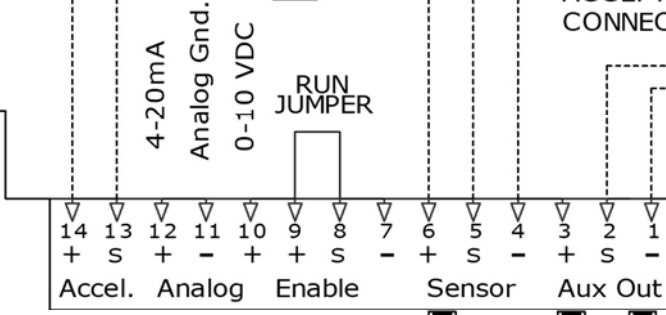 CONNEC
4-20mA
Analog Gnd.
0-10 VDC
RUN
JUMPER
14 13 12 11 10 9 8 7 6 5 4 3 2 1
+ S + - + + S - + S - + S -
Accel. Analog Enable Sensor Aux Out